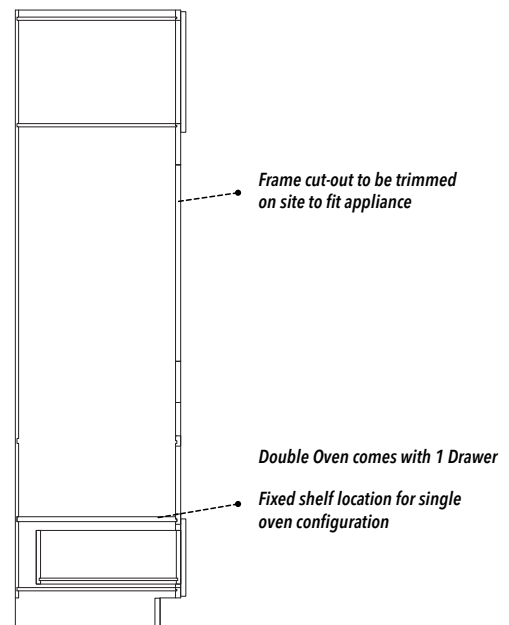 Frame cut-out to be trimmed
on site to fit appliance
Double Oven comes with 1 Drawer
Fixed shelf location for single
oven configuration